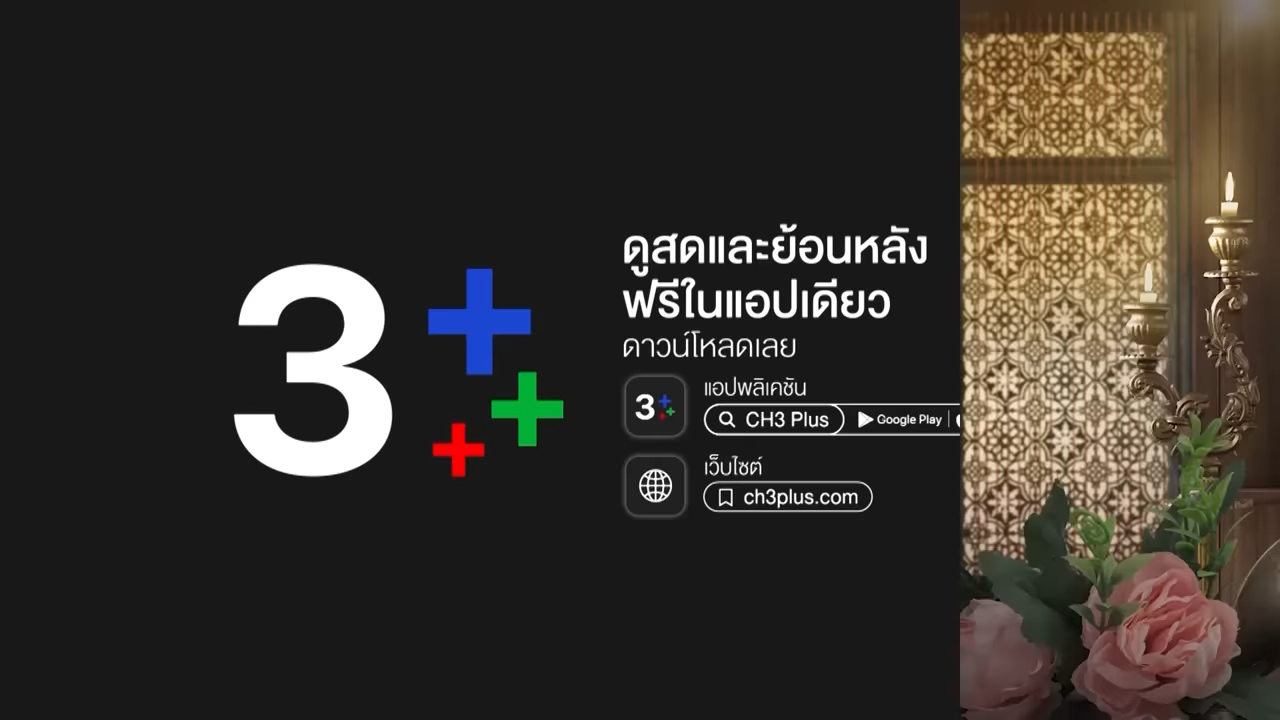 3
ดูสดและย้อนหลัง
ฟรีในแอปเดียว
ดาวน์โหลดเลย
3
แอปพลิเคชัน
CH3 Plus
Google Play
เว็บไซต์
ch3plus.com